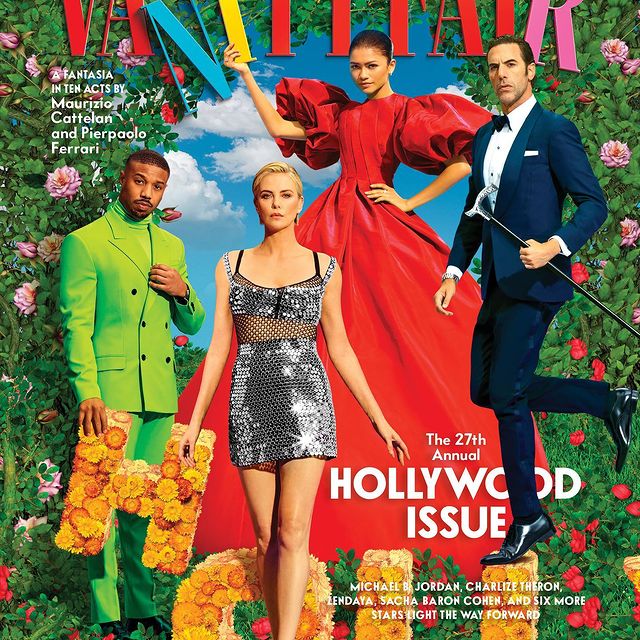 VANITY FAIR
A FANTASIA
IN TEN ACTS BY
Maurizio
Cattelan
and Pierpaolo
Ferrari
The 27th
Annual
HOLLYWOOD
ISSUE
MICHAEL B. JORDAN, CHARLIZE THERON,
ZENDAYA, SACHA BARON COHEN, AND SIX MORE
STARS LIGHT THE WAY FORWARD
H